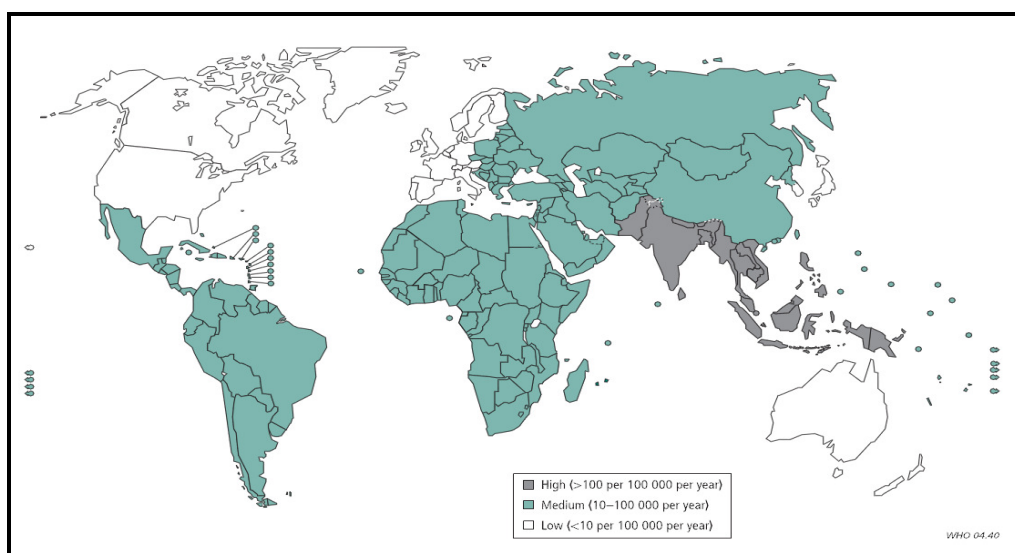 High (>100 per 100 000 per year)
Medium (10–100 000 per year)
Low (<10 per 100 000 per year)
WHO 04.40